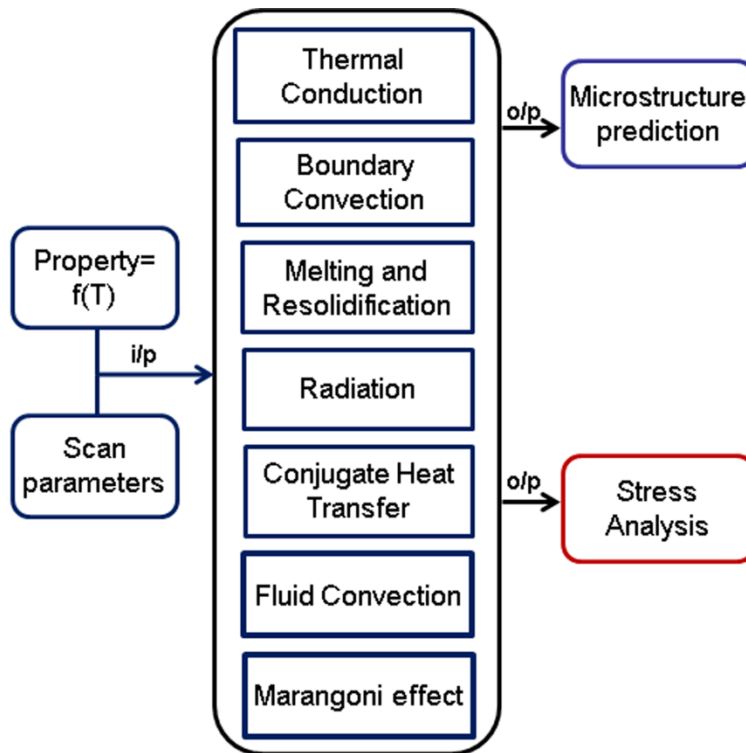 Property=
f(T)
i/p
Scan
parameters
Thermal
Conduction
Boundary
Convection
Melting and
Resolidification
Radiation
Conjugate Heat
Transfer
Fluid Convection
Marangoni effect
o/p
Microstructure
prediction
o/p
Stress
Analysis